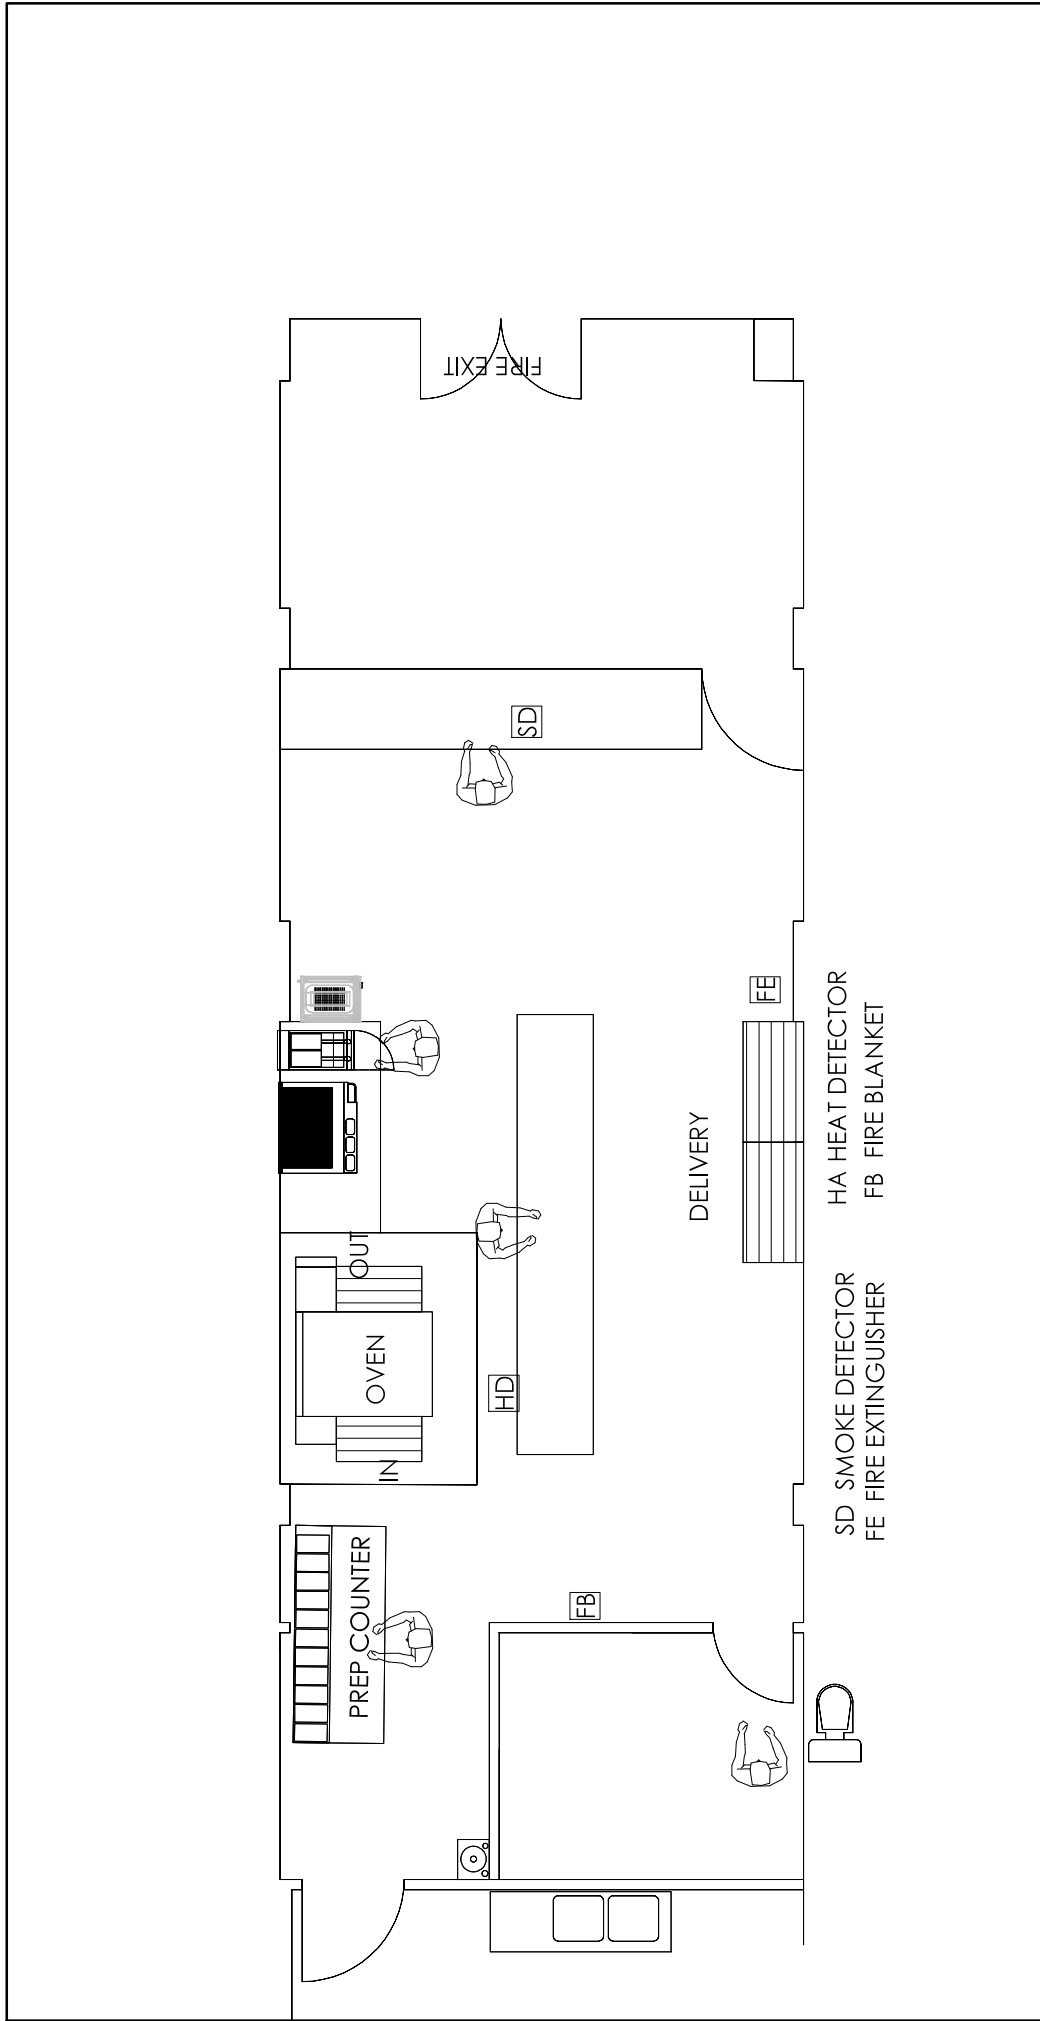 FIRE EXIT
SD
FE
HA HEAT DETECTOR
FB FIRE BLANKET
DELIVERY
OUT
OVEN
IN
HD
SD SMOKE DETECTOR
FE FIRE EXTINGUISHER
PREP COUNTER
FB